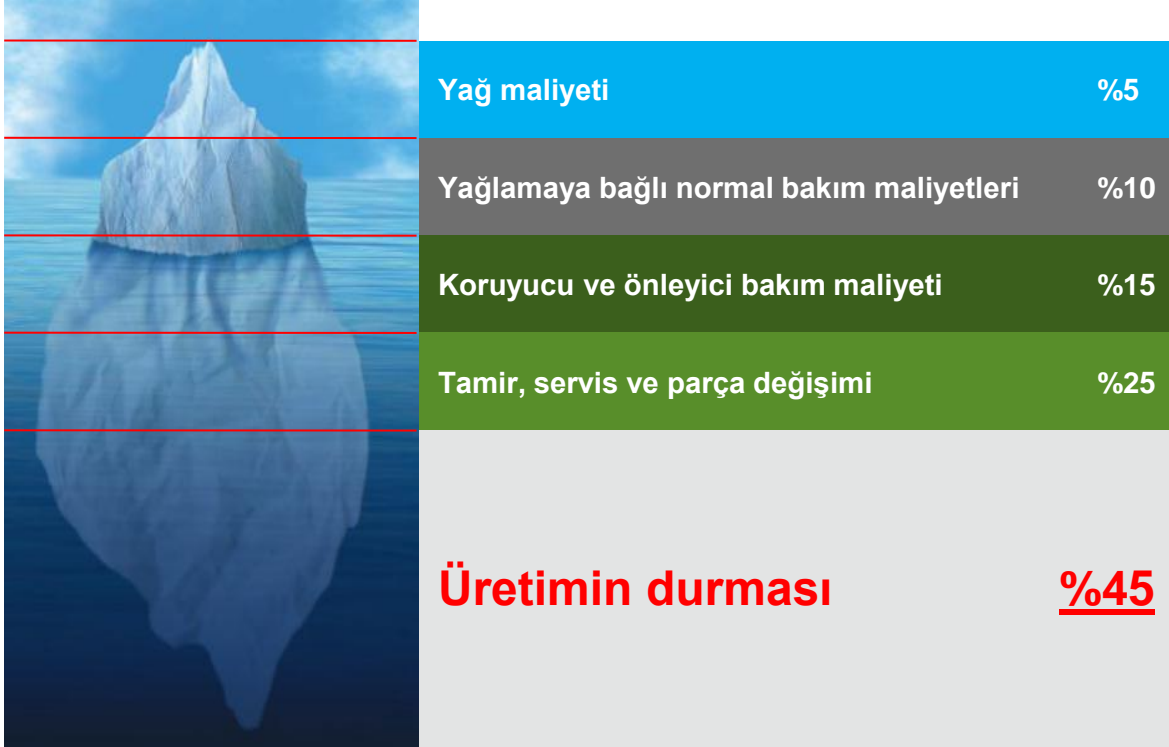 Yağ maliyeti %5
Yağlamaya bağlı normal bakım maliyetleri %10
Koruyucu ve önleyici bakım maliyeti %15
Tamir, servis ve parça değişimi %25
Üretimin durması %45